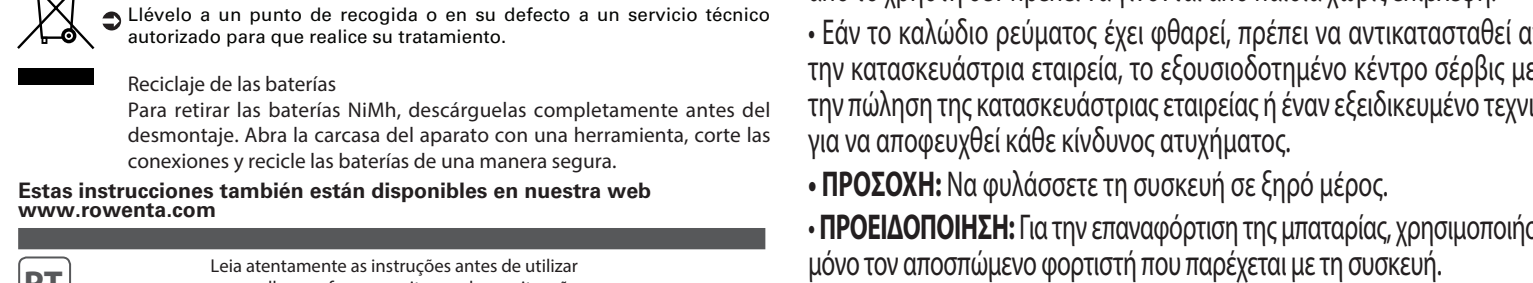 Llévelo a un punto de recogida o en su defecto a un servicio técnico
autorizado para que realice su tratamiento.
Reciclaje de las baterías
Para retirar las baterías NiMh, descárguelas completamente antes del
desmontaje. Abra la carcasa del aparato con una herramienta, corte las
conexiones y recicle las baterías de una manera segura.
Estas instrucciones también están disponibles en nuestra web
www.rowenta.com
PT
Leia atentamente as instruções antes de utilizar
• Εάν το καλώδιο ρεύματος έχει φθαρεί, πρέπει να αντικατασταθεί
την κατασκευάστρια εταιρεία, το εξουσιοδοτημένο κέντρο σέρβις
την πώληση της κατασκευάστριας εταιρείας ή έναν εξειδικευμένο
για να αποφευχθεί κάθε κίνδυνος ατυχήματος.
• ΠΡΟΣΟΧΗ: Να φυλάσσετε τη συσκευή σε ξηρό μέρος.
• ΠΡΟΕΙΔΟΠΟΙΗΣΗ: Για την επαναφόρτιση της μπαταρίας,
μόνο τον αποσπώμενο φορτιστή που παρέχεται με τη συσκευή.